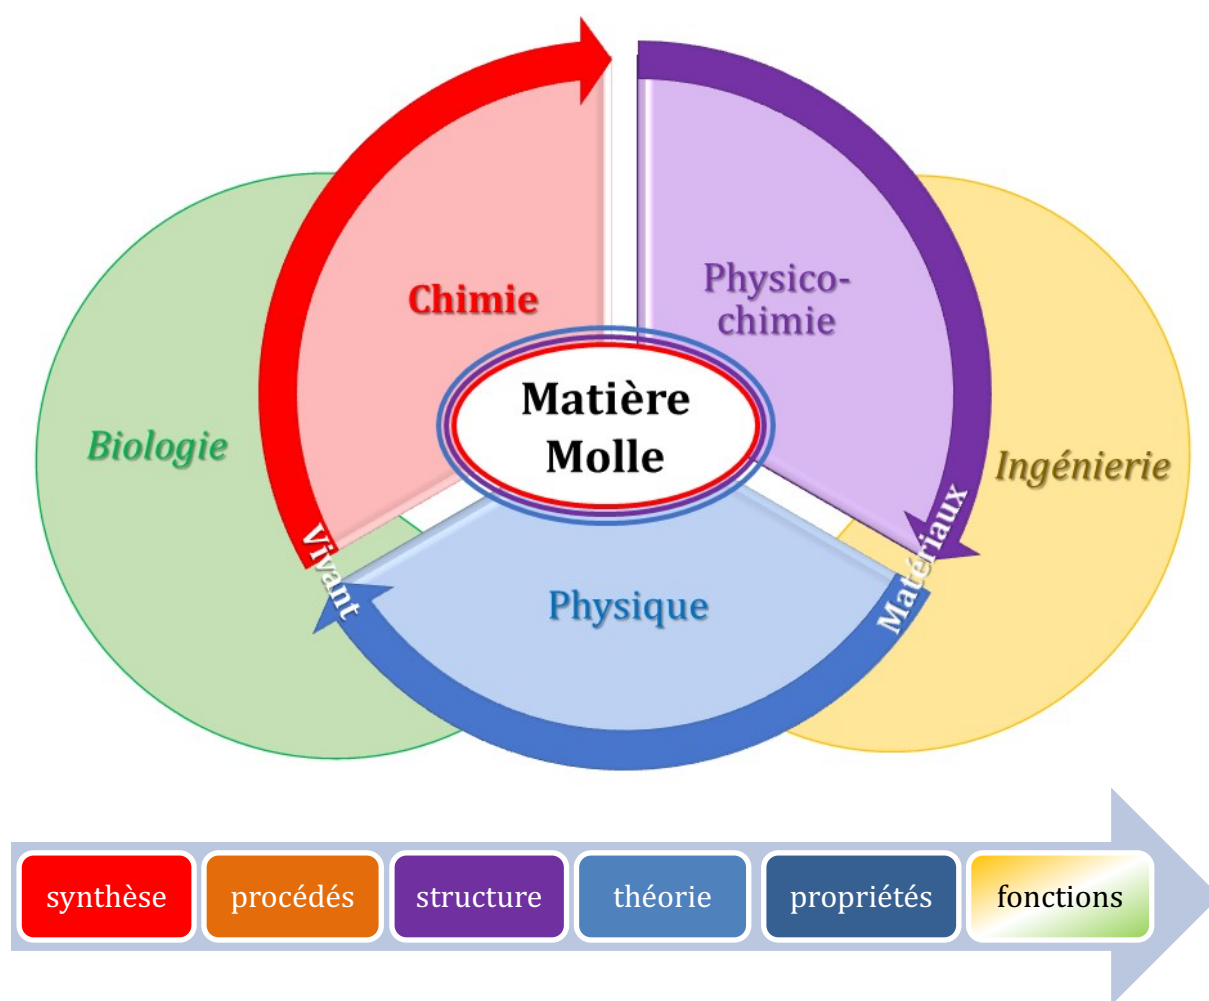 Chimie
Physico-
chimie
Matière
Molle
Biologie
Ingénierie
Vivant
Matériaux
Physique
synthèse
procédés
structure
théorie
propriétés
fonctions